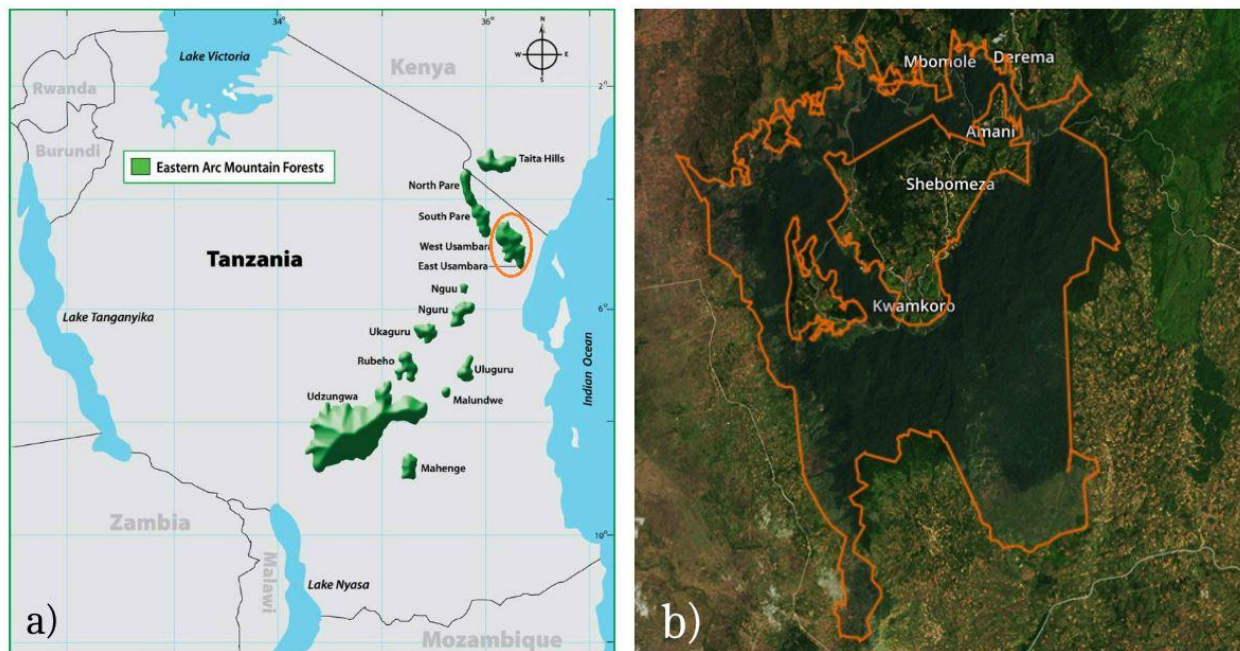 34°
36°
Lake Victoria
Kenya
N
W
E
S
Rwanda
2°
Burundi
Eastern Arc Mountain Forests
Taita Hills
North Pare
South Pare
Tanzania
West Usambara
East Usambara
Nguu
Lake Tanganyika
Nguru
6°
Ukaguru
Rubeho
Uluguru
Indian Ocean
Udzungwa
Malundwe
Mahenge
Zambia
10°
Malawi
Lake Nyasa
Mozambique
a)
Mbomole
Derema
Amani
Shebomeza
Kwamkoro
b)